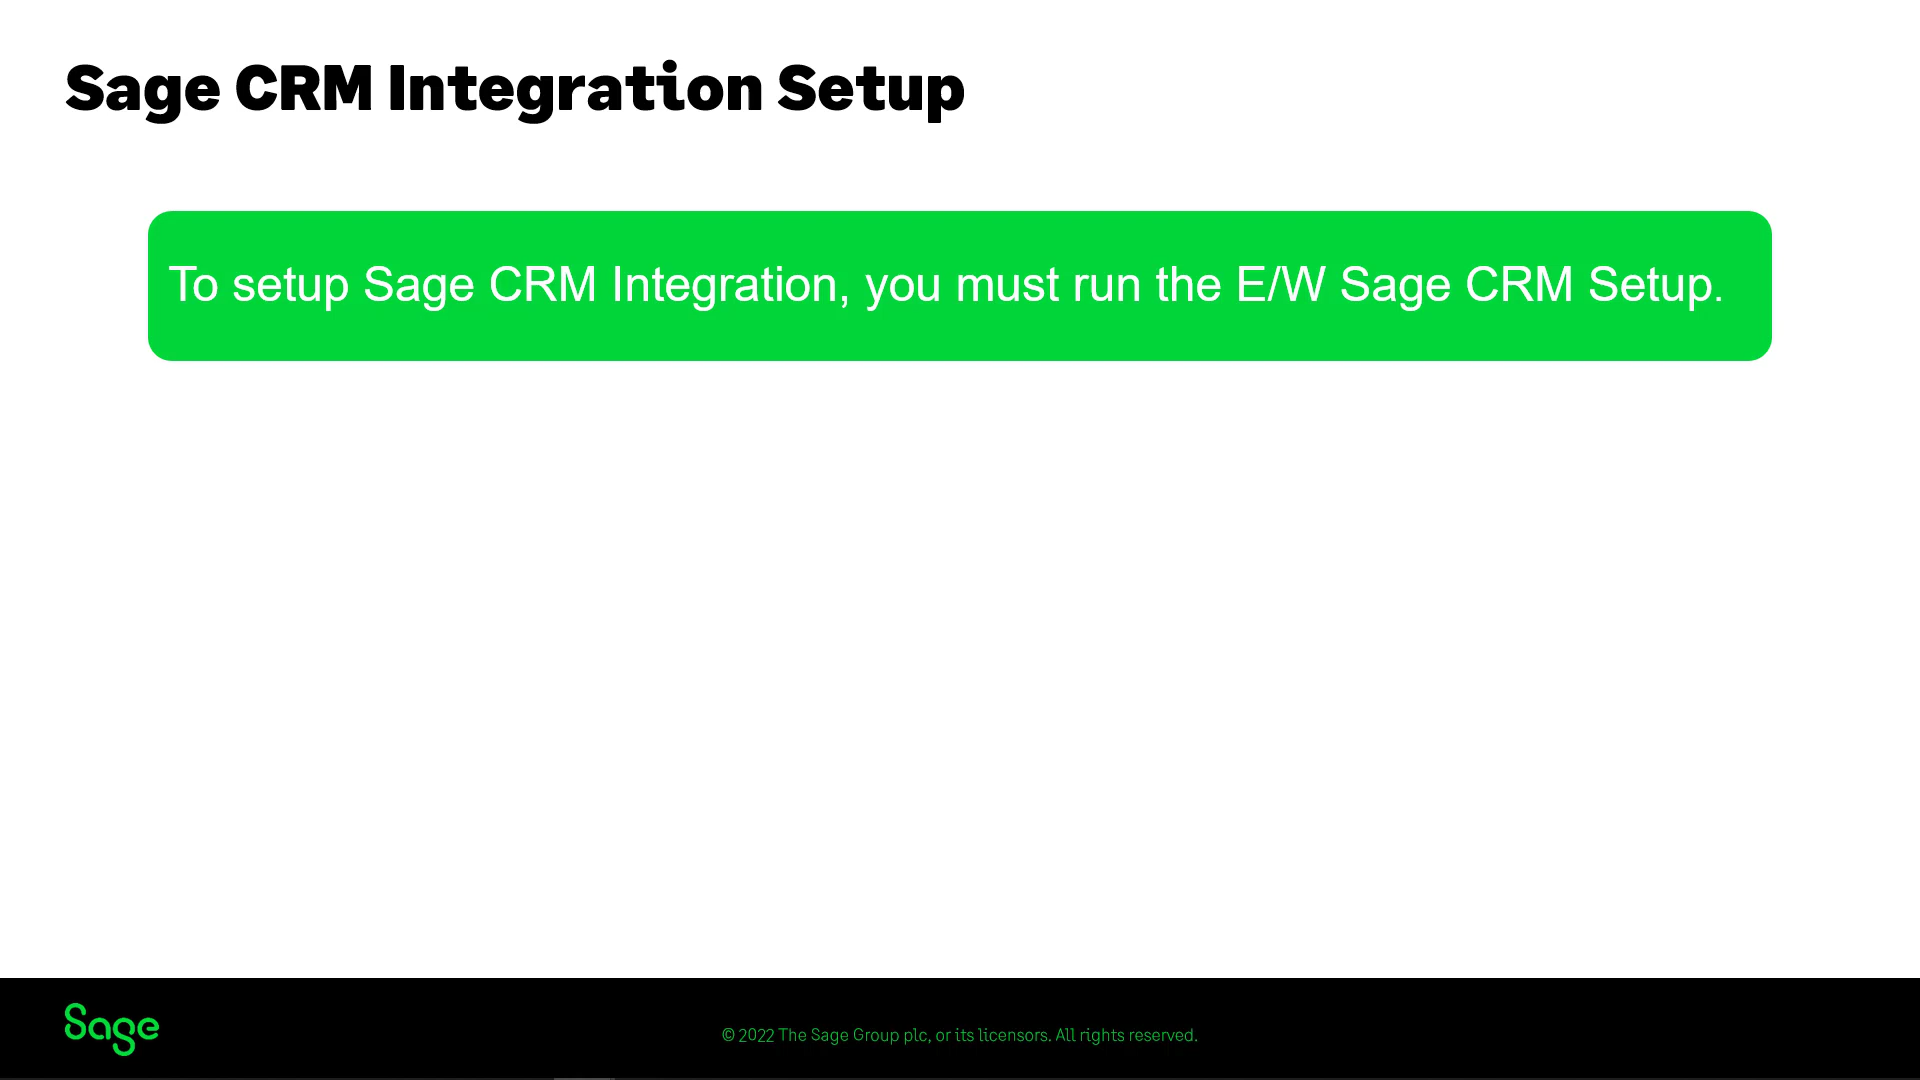 Sage CRM Integration Setup
To setup Sage CRM Integration, you must run the E/W Sage CRM Setup.
Sage
© 2022 The Sage Group plc, or its licensors. All rights reserved.